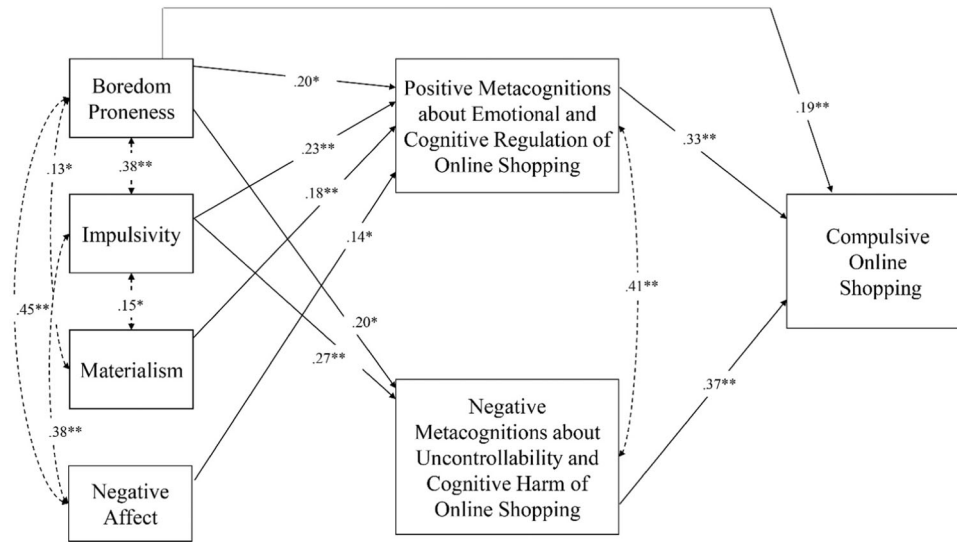 Boredom
Proneness
Impulsivity
Materialism
Negative
Affect
.13*
.38**
.15*
.45**
.38**
.20*
.23**
.18**
.14*
.20*
.27**
Positive Metacognitions
about Emotional and
Cognitive Regulation of
Online Shopping
Negative
Metacognitions about
Uncontrollability and
Cognitive Harm of
Online Shopping
.41**
.33**
.19**
.37**
Compulsive
Online
Shopping